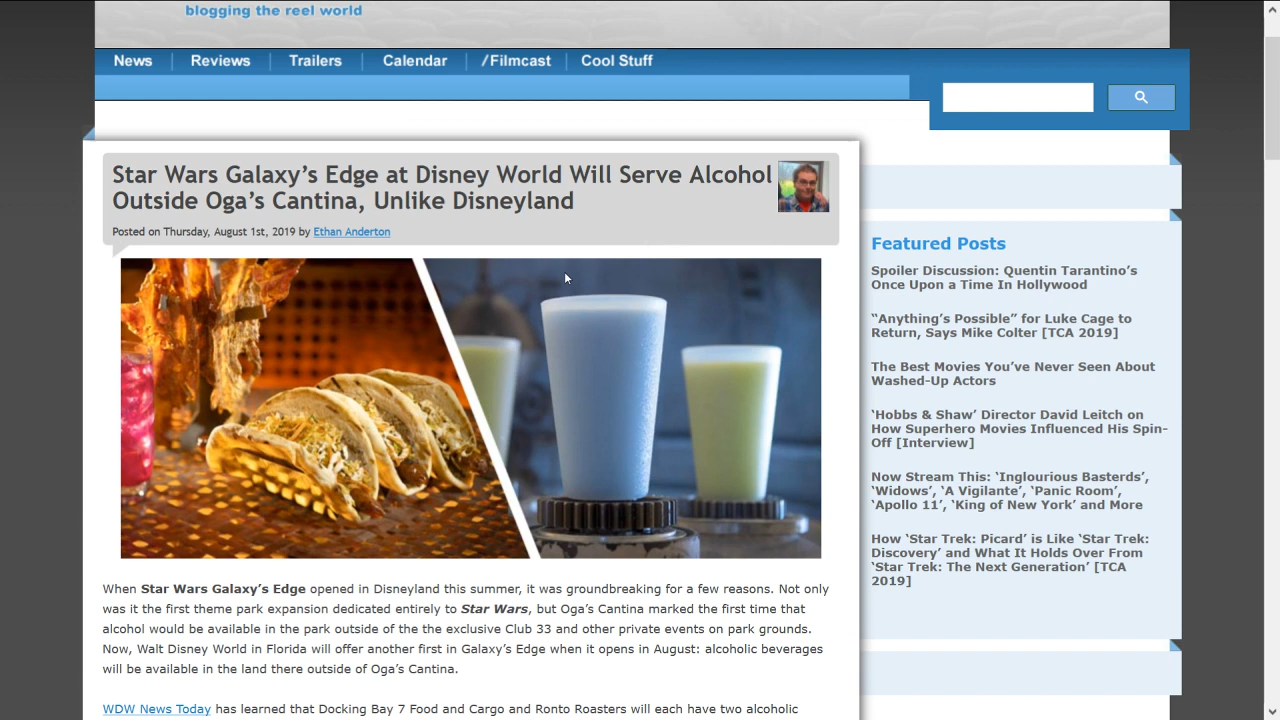 blogging the reel world
News
Reviews
Trailers
Calendar
/Filmcast
Cool Stuff
Star Wars Galaxy’s Edge at Disney World Will Serve Alcohol
Outside Oga’s Cantina, Unlike Disneyland
Posted on Thursday, August 1st, 2019 by Ethan Anderton
When Star Wars Galaxy’s Edge opened in Disneyland this summer, it was groundbreaking for a few reasons. Not only
was it the first theme park expansion dedicated entirely to Star Wars, but Oga’s Cantina marked the first time that
alcohol would be available in the park outside of the the exclusive Club 33 and other private events on park grounds.
Now, Walt Disney World in Florida will offer another first in Galaxy’s Edge when it opens in August: alcoholic beverages
will be available in the land there outside of Oga’s Cantina.
WDW News Today has learned that Docking Bay 7 Food and Cargo and Ronto Roasters will each have two alcoholic
Featured Posts
Spoiler Discussion: Quentin Tarantino’s
Once Upon a Time In Hollywood
“Anything’s Possible” for Luke Cage to
Return, Says Mike Colter [TCA 2019]
The Best Movies You’ve Never Seen About
Washed-Up Actors
‘Hobbs & Shaw’ Director David Leitch on
How Superhero Movies Influenced His Spin-
Off [Interview]
Now Stream This: ‘Inglourious Basterds’,
‘Widows’, ‘A Vigilante’, ‘Panic Room’,
‘Apollo 11’, ‘King of New York’ and More
How ‘Star Trek: Picard’ is Like ‘Star Trek:
Discovery’ and What It Holds Over From
‘Star Trek: The Next Generation’ [TCA
2019]